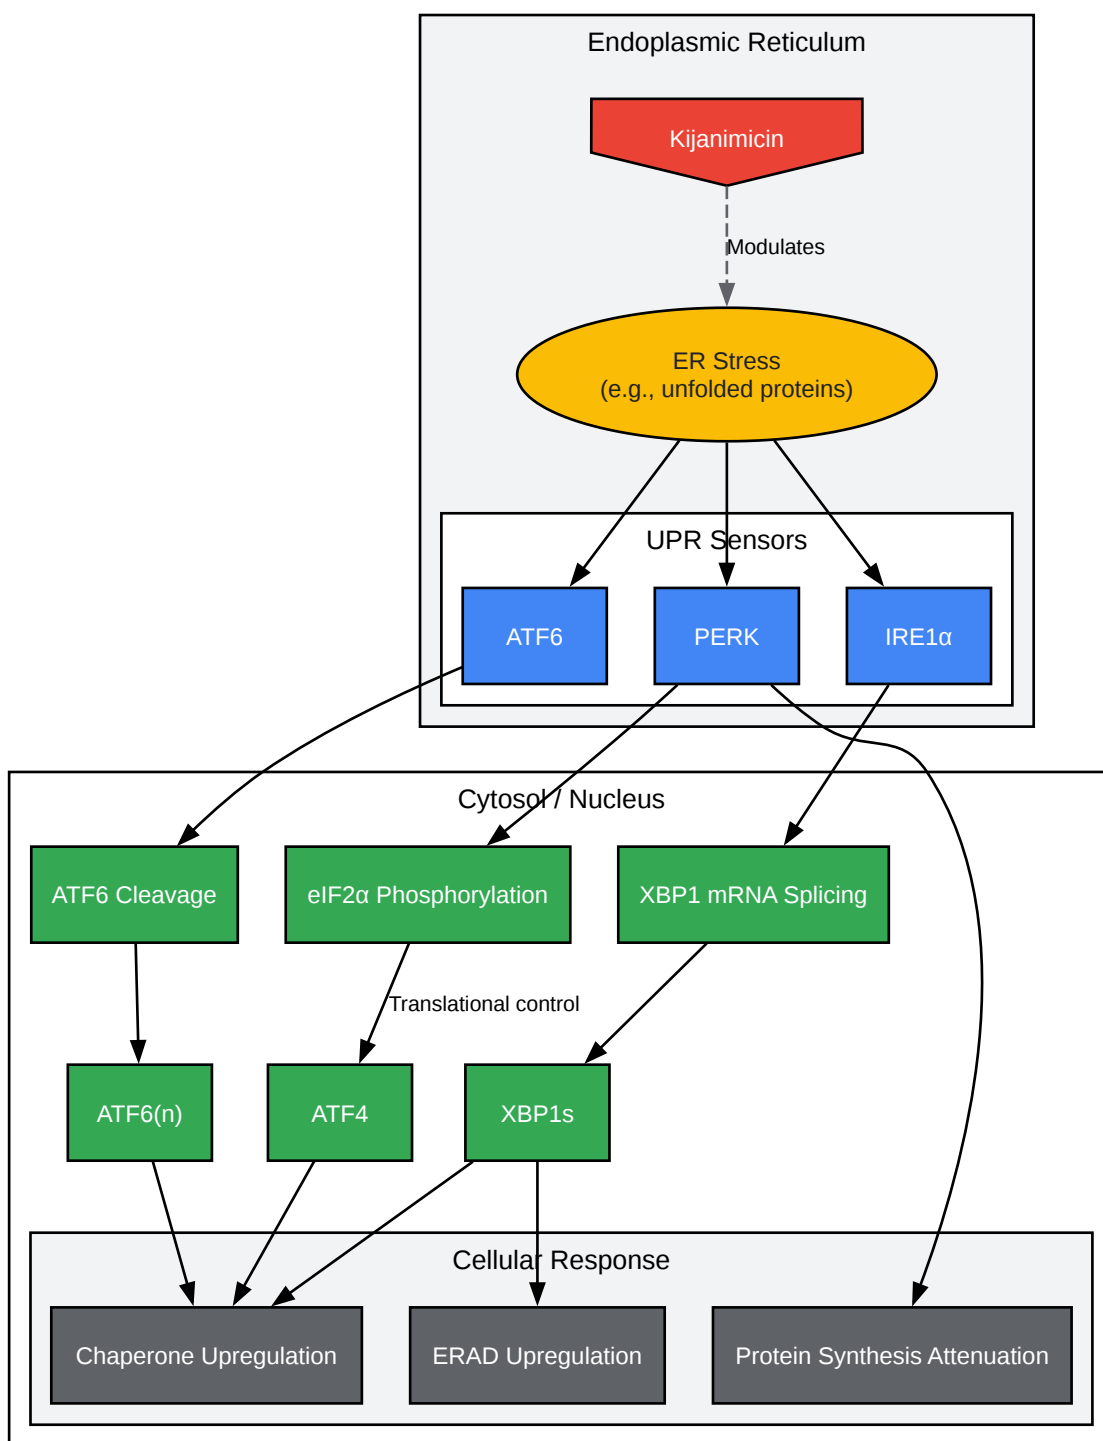 Endoplasmic Reticulum
Kijanimicin
Modulates
ER Stress
(e.g., unfolded proteins)
UPR Sensors
ATF6
PERK
IRE1α
Cytosol / Nucleus
ATF6 Cleavage
eIF2α Phosphorylation
XBP1 mRNA Splicing
Translational control
ATF6(n)
ATF4
XBP1s
Cellular Response
Chaperone Upregulation
ERAD Upregulation
Protein Synthesis Attenuation